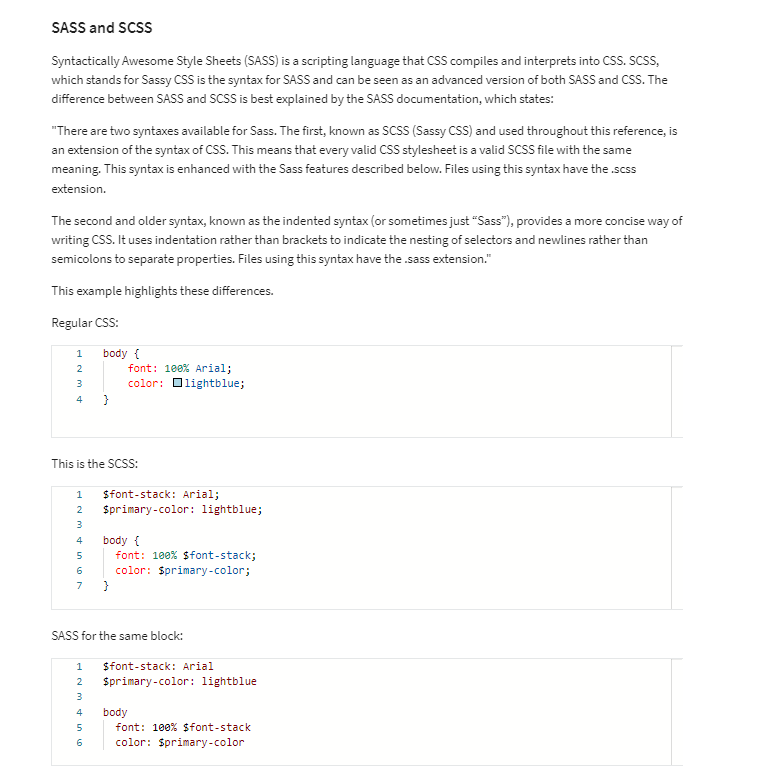 SASS and SCSS
Syntactically Awesome Style Sheets (SASS) is a scripting language that CSS compiles and interprets into CSS. SCSS,
which stands for Sassy CSS is the syntax for SASS and can be seen as an advanced version of both SASS and CSS. The
difference between SASS and SCSS is best explained by the SASS documentation, which states:
"There are two syntaxes available for Sass. The first, known as SCSS (Sassy CSS) and used throughout this reference, is
an extension of the syntax of CSS. This means that every valid CSS stylesheet is a valid SCSS file with the same
meaning. This syntax is enhanced with the Sass features described below. Files using this syntax have the .scss
extension.
The second and older syntax, known as the indented syntax (or sometimes just “Sass”), provides a more concise way of
writing CSS. It uses indentation rather than brackets to indicate the nesting of selectors and newlines rather than
semicolons to separate properties. Files using this syntax have the .sass extension."
This example highlights these differences.
Regular CSS:
1 body {
2     font: 100% Arial;
3     color: lightblue;
4 }
This is the SCSS:
1 $font-stack: Arial;
2 $primary-color: lightblue;
3
4 body {
5   font: 100% $font-stack;
6   color: $primary-color;
7 }
SASS for the same block:
1 $font-stack: Arial
2 $primary-color: lightblue
3
4 body
5   font: 100% $font-stack
6   color: $primary-color